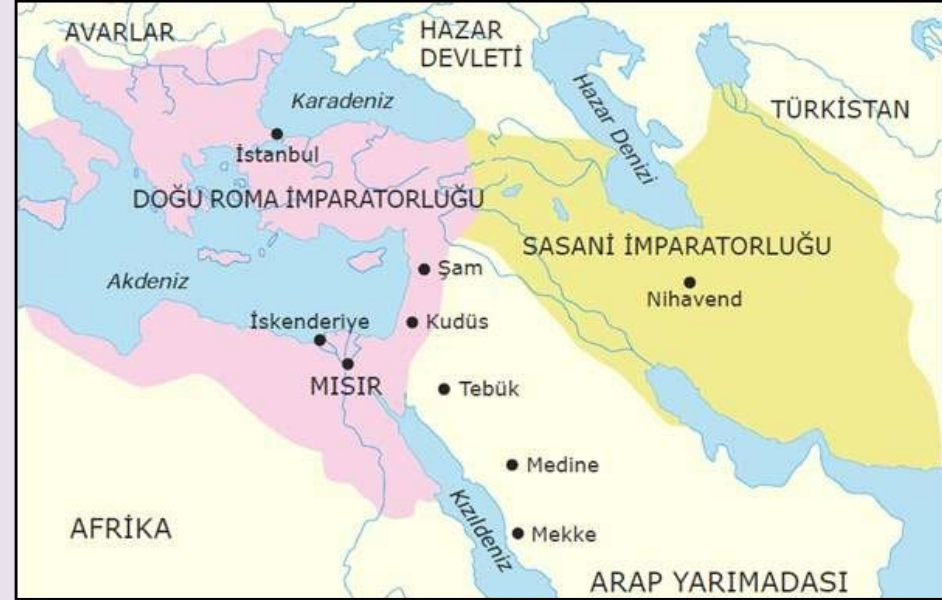 AVARLAR
HAZAR
DEVLETİ
Karadeniz
Hazar Denizi
TÜRKİSTAN
İstanbul
DOĞU ROMA İMPARATORLUĞU
SASANİ İMPARATORLUĞU
Akdeniz
Şam
Nihavend
İskenderiye
Kudüs
MISIR
Tebük
Medine
Kızıldeniz
AFRİKA
Mekke
ARAP YARIMADASI